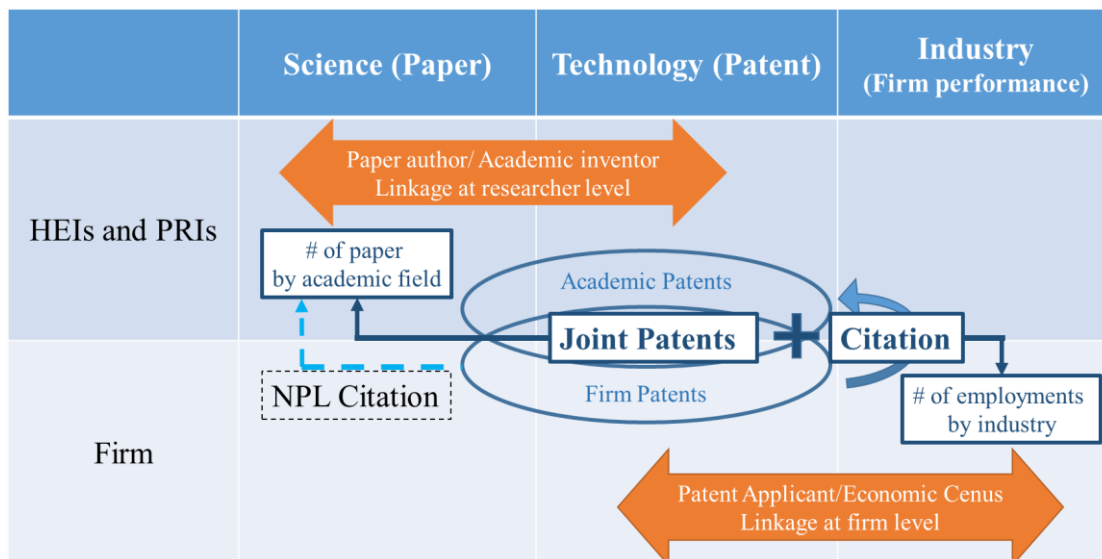 Science (Paper)
Technology (Patent)
Industry
(Firm performance)
HEIs and PRIs
Paper author/ Academic inventor
Linkage at researcher level
# of paper
by academic field
Academic Patents
Joint Patents
+
Citation
Firm Patents
NPL Citation
# of employments
by industry
Firm
Patent Applicant/Economic Cenus
Linkage at firm level